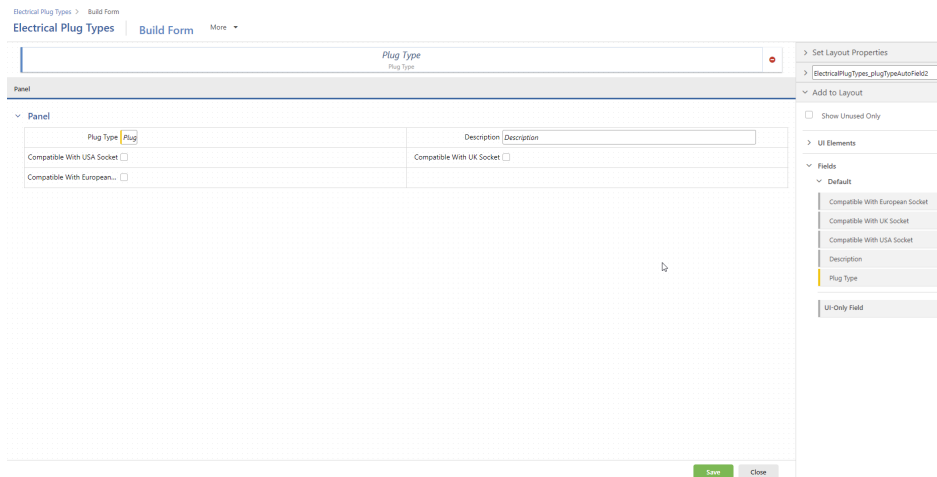 Electrical Plug Types > Build Form
Electrical Plug Types Build Form More
Plug Type
Plug Type
Panel
Panel
Plug Type Plug Description Description
Compatible With USA Socket Compatible With UK Socket
Compatible With European...
Save Close
> Set Layout Properties
> ElectricalPlugTypes_plugTypeAutoField2
Add to Layout
Show Unused Only
> UI Elements
Fields
Default
Compatible With European Socket
Compatible With UK Socket
Compatible With USA Socket
Description
Plug Type
UI-Only Field